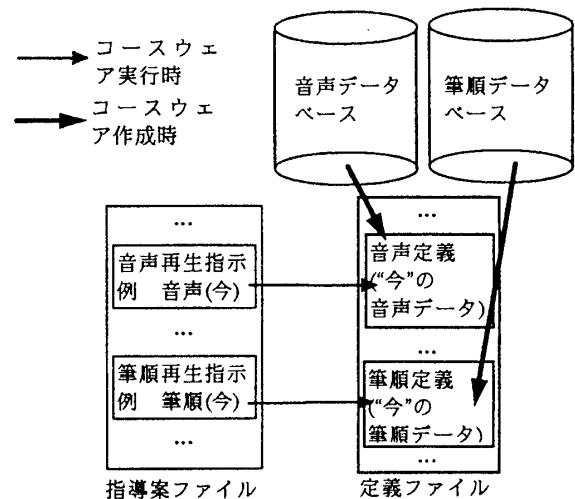 コースウェ
ア実行時
コースウェ
ア作成時
音声データ
ベース
筆順データ
ベース
...
音声再生指示
例　音声(今)
...
筆順再生指示
例　筆順(今)
...
指導案ファイル
...
音声定義
(“今”の
音声データ)
...
筆順定義
(“今”の
筆順データ)
...
定義ファイル